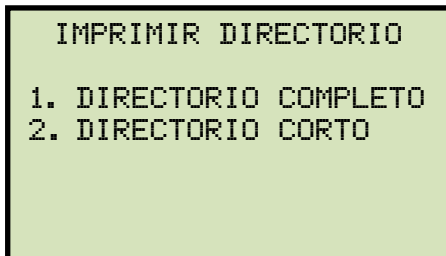 IMPRIMIR DIRECTORIO
1. DIRECTORIO COMPLETO
2. DIRECTORIO CORTO